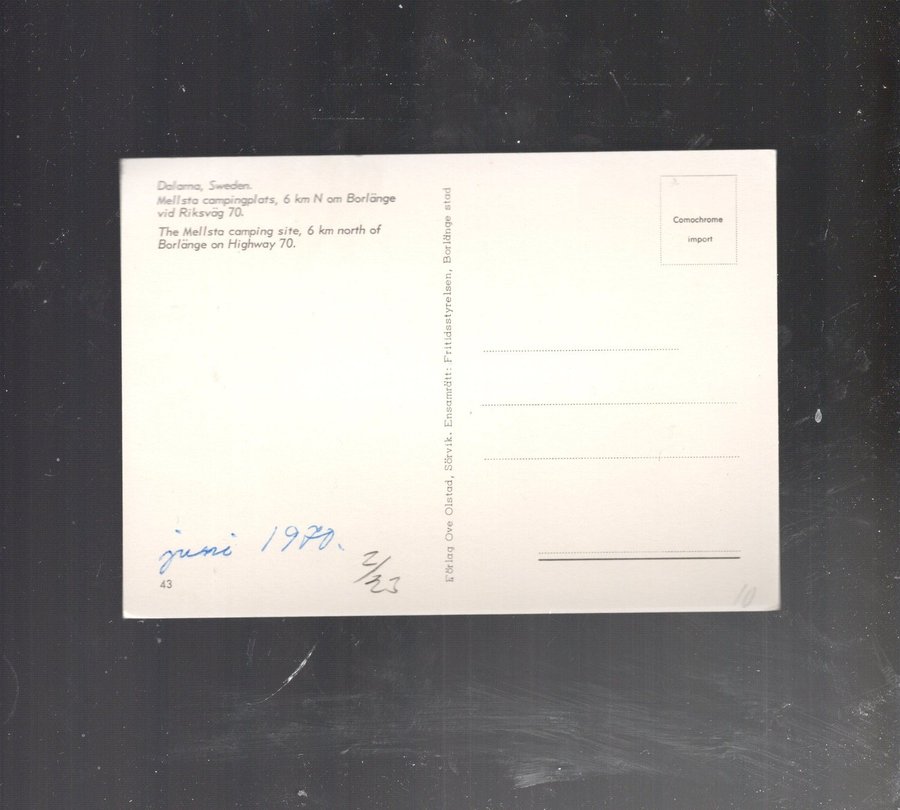 Dalarna, Sweden.
Mellsta campingplats, 6 km N om Borlänge
vid Riksväg 70.
The Mellsta camping site, 6 km north of
Borlänge on Highway 70.
juni 1970.
2/23
43
Förlag Ove Olstad, Sörvik. Ensamrätt: Fritidsstyrelsen, Borlänge stad
Comochrome
import
10